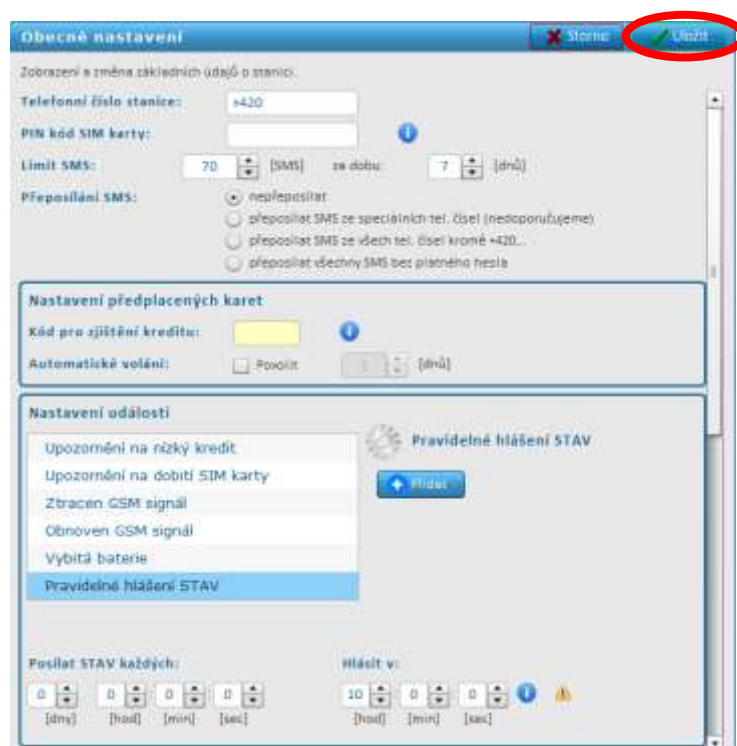 Obecné nastavení Storno Uložit
Zobrazení a změna základních údajů o stanici.
Telefonní číslo stanice: +420
PIN kód SIM karty:
Limit SMS: 70 [SMS] za dobu: 7 [dnů]
Přeposílání SMS: nepřeposílat
přeposílat SMS ze speciálních tel. čísel (nedoporučujeme)
přeposílat SMS ze všech tel. čísel kromě +420...
přeposílat všechny SMS bez platného hesla
Nastavení předplacených karet
Kód pro zjištění kreditu:
Automatické volání: Povolit [dnů]
Nastavení událostí
Upozornění na nízký kredit
Upozornění na dobití SIM karty
Ztracen GSM signál
Obnoven GSM signál
Vybitá baterie
Pravidelné hlášení STAV
Pravidelné hlášení STAV
Přidat
Posílat STAV každých: Hlásit v:
0 0 0 0 10 0 0
[dny] [hod] [min] [sec] [hod] [min] [sec]